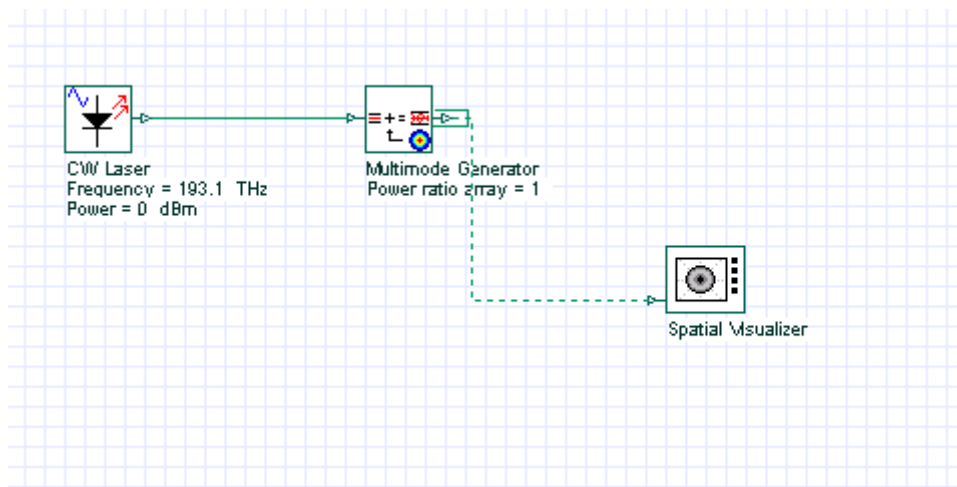 CW Laser
Frequency = 193.1 THz
Power = 0 dBm
Multimode Generator
Power ratio array = 1
Spatial Visualizer